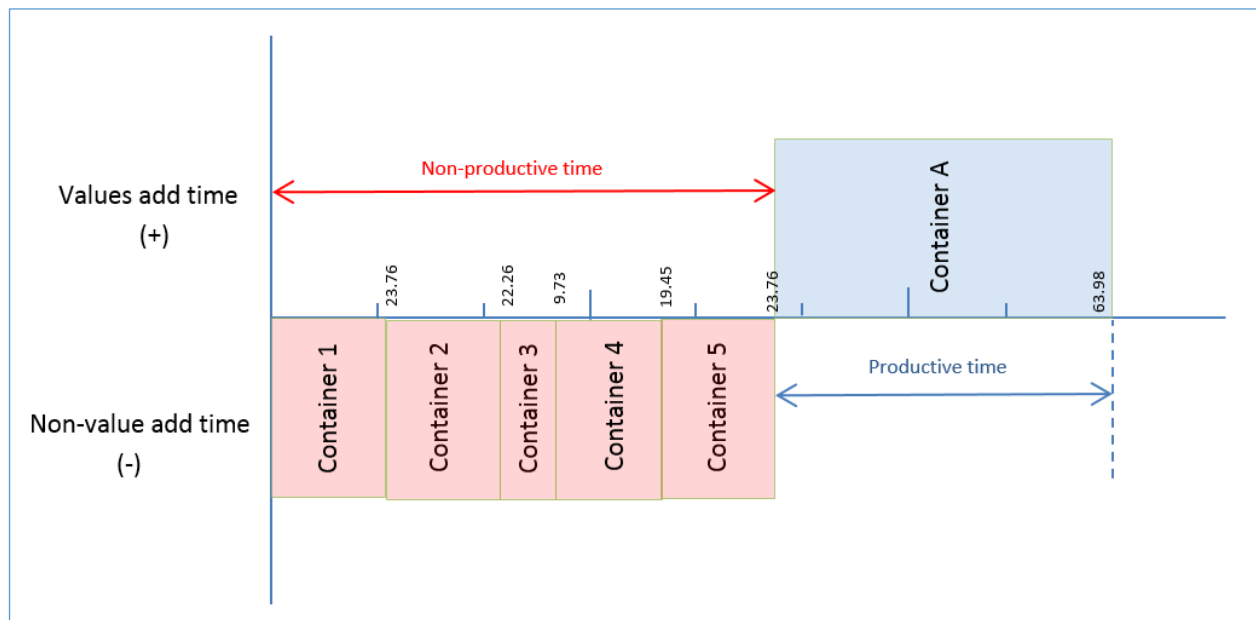 Non-productive time
Container A
Values add time
(+)
23.76
22.26
9.73
19.45
23.76
63.98
Container 1
Container 2
Container 3
Container 4
Container 5
Productive time
Non-value add time
(-)